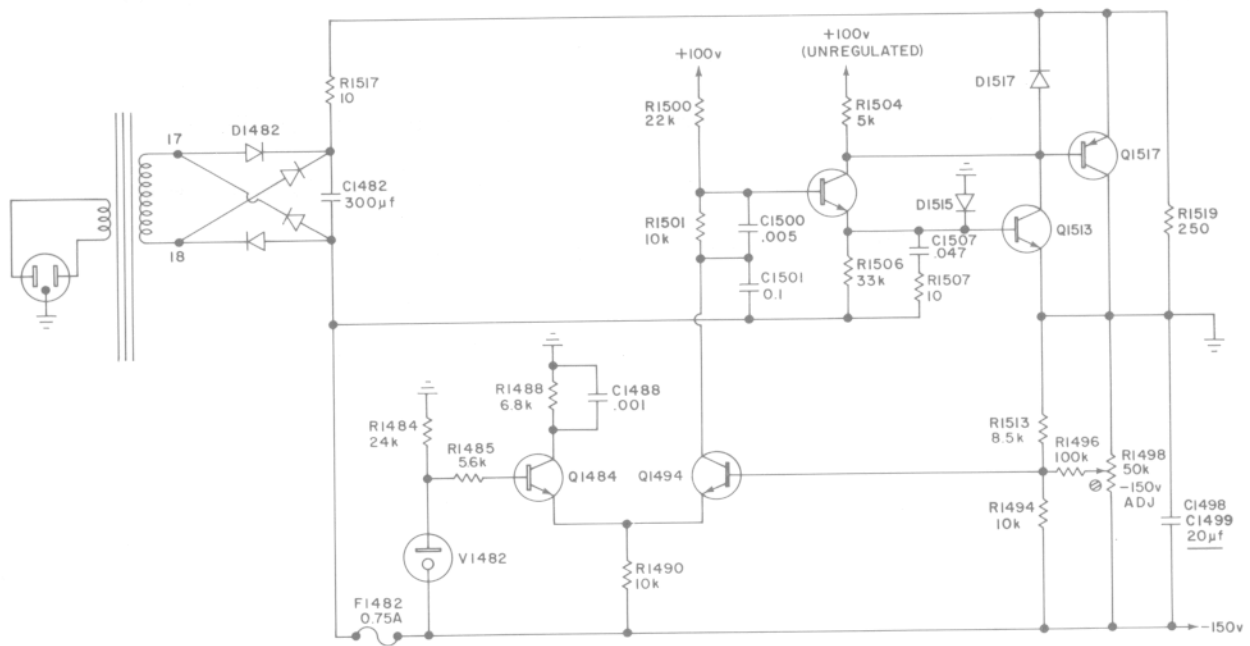 +100v
+100v
(UNREGULATED)
R1517
10
R1500
22k
R1504
5k
D1517
17
D1482
Q1517
C1482
300µf
R1501
10k
C1500
.005
D1515
Q1513
R1519
250
18
C1501
0.1
R1506
33k
C1507
.047
R1507
10
R1488
6.8k
C1488
.001
R1484
24k
R1485
5.6k
Q1484
Q1494
R1513
8.5k
R1496
100k
R1498
50k
-150v
ADJ
R1494
10k
C1498
C1499
20µf
V1482
R1490
10k
F1482
0.75A
-150v